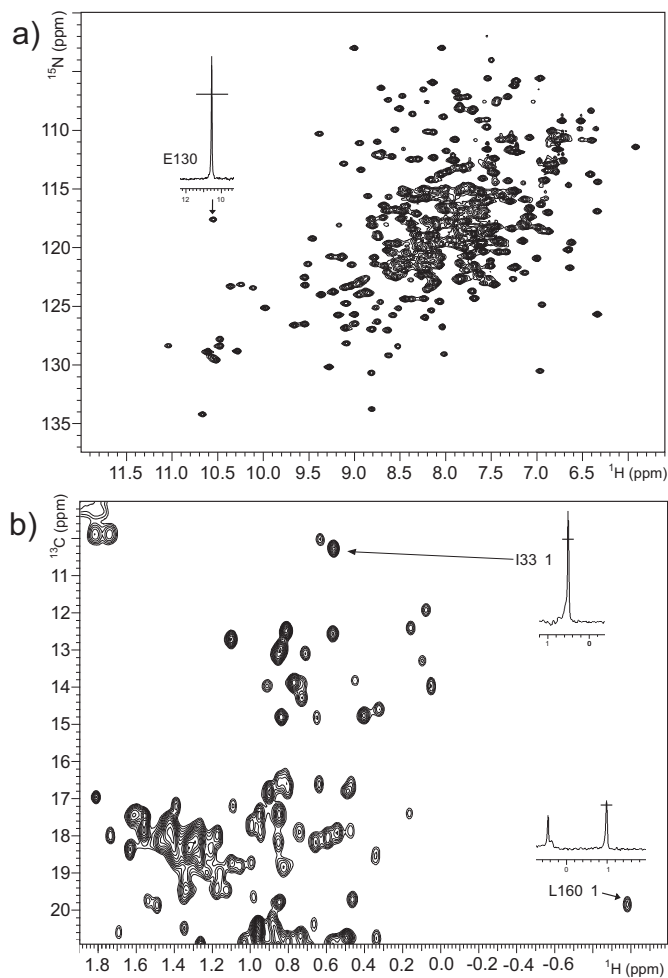 a)
¹⁵N (ppm)
E130
12 10
110
115
120
125
130
135
11.5 11.0 10.5 10.0 9.5 9.0 8.5 8.0 7.5 7.0 6.5 ¹H (ppm)
b)
¹³C (ppm)
I33 1
1 0
11
12
13
14
15
16
17
18
19
20
0 1
L160 1
1.8 1.6 1.4 1.2 1.0 0.8 0.6 0.4 0.2 0.0 -0.2 -0.4 -0.6 ¹H (ppm)